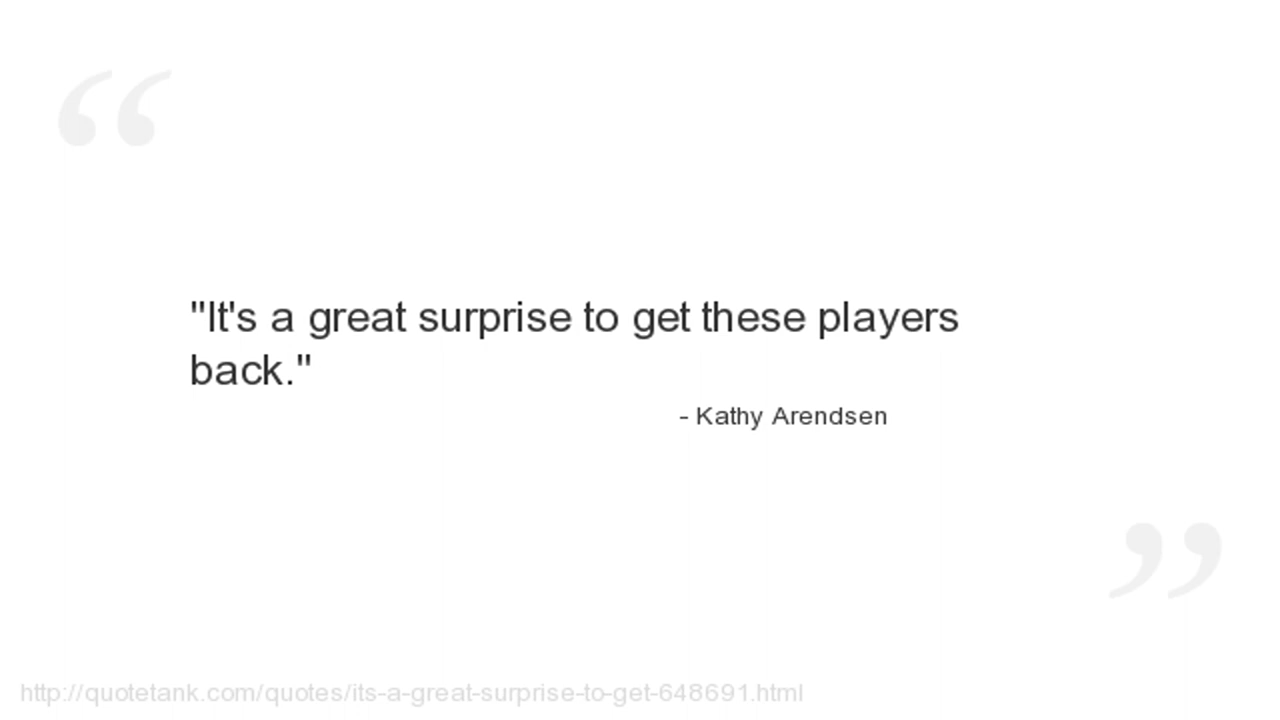 "It's a great surprise to get these players
back."
- Kathy Arendsen
http://quotetank.com/quotes/its-a-great-surprise-to-get-648691.html